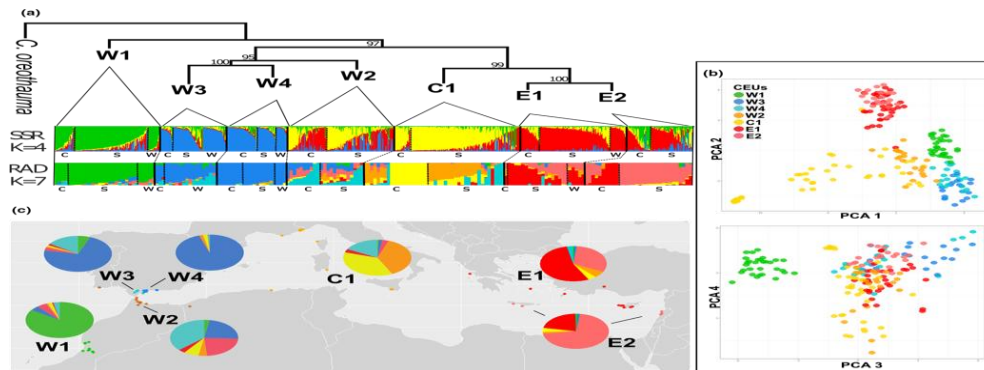 (a)
C. oreothauma
W1
97
95
100
W3
W4
W2
99
100
C1
E1
E2
SSR
K=4
C S W C S W C S W C S C S C S W C S
RAD
K=7
C S W C S W C S W C S C S C S W C S
(b)
CEUs
W1
W3
W4
W2
C1
E1
E2
PCA 2
PCA 1
PCA 4
PCA 3
(c)
W3
W4
W2
W1
C1
E1
E2